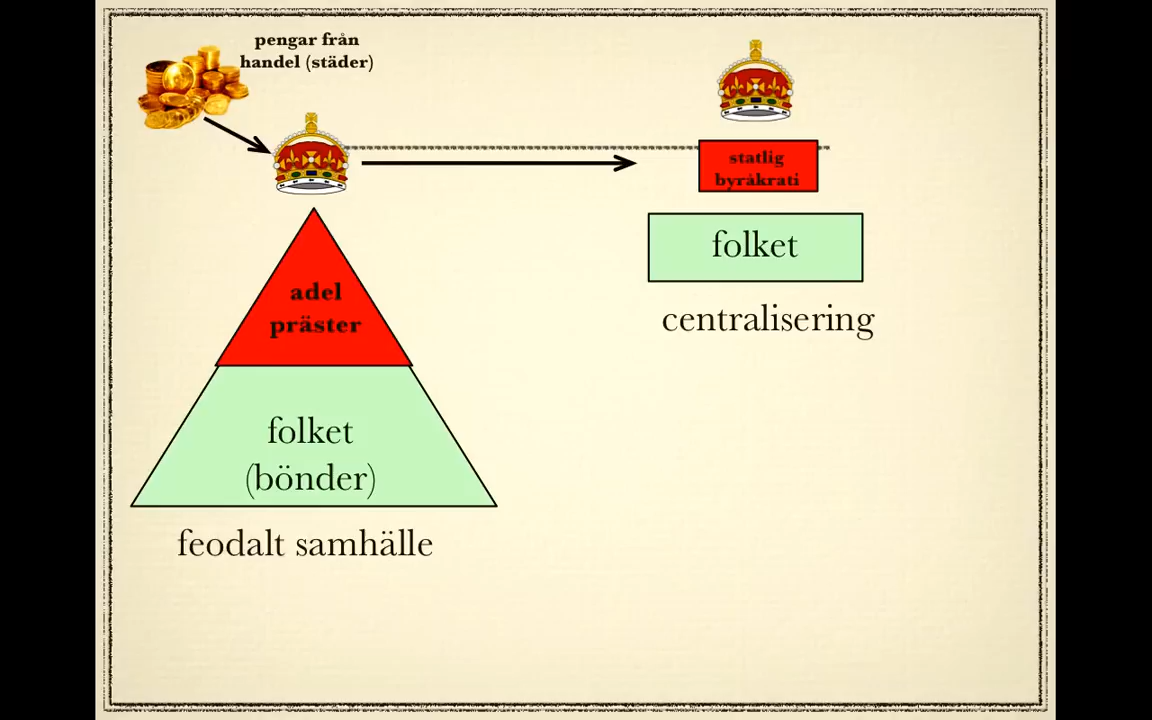 pengar från
handel (städer)
statlig
byråkrati
folket
centralisering
adel
präster
folket
(bönder)
feodalt samhälle